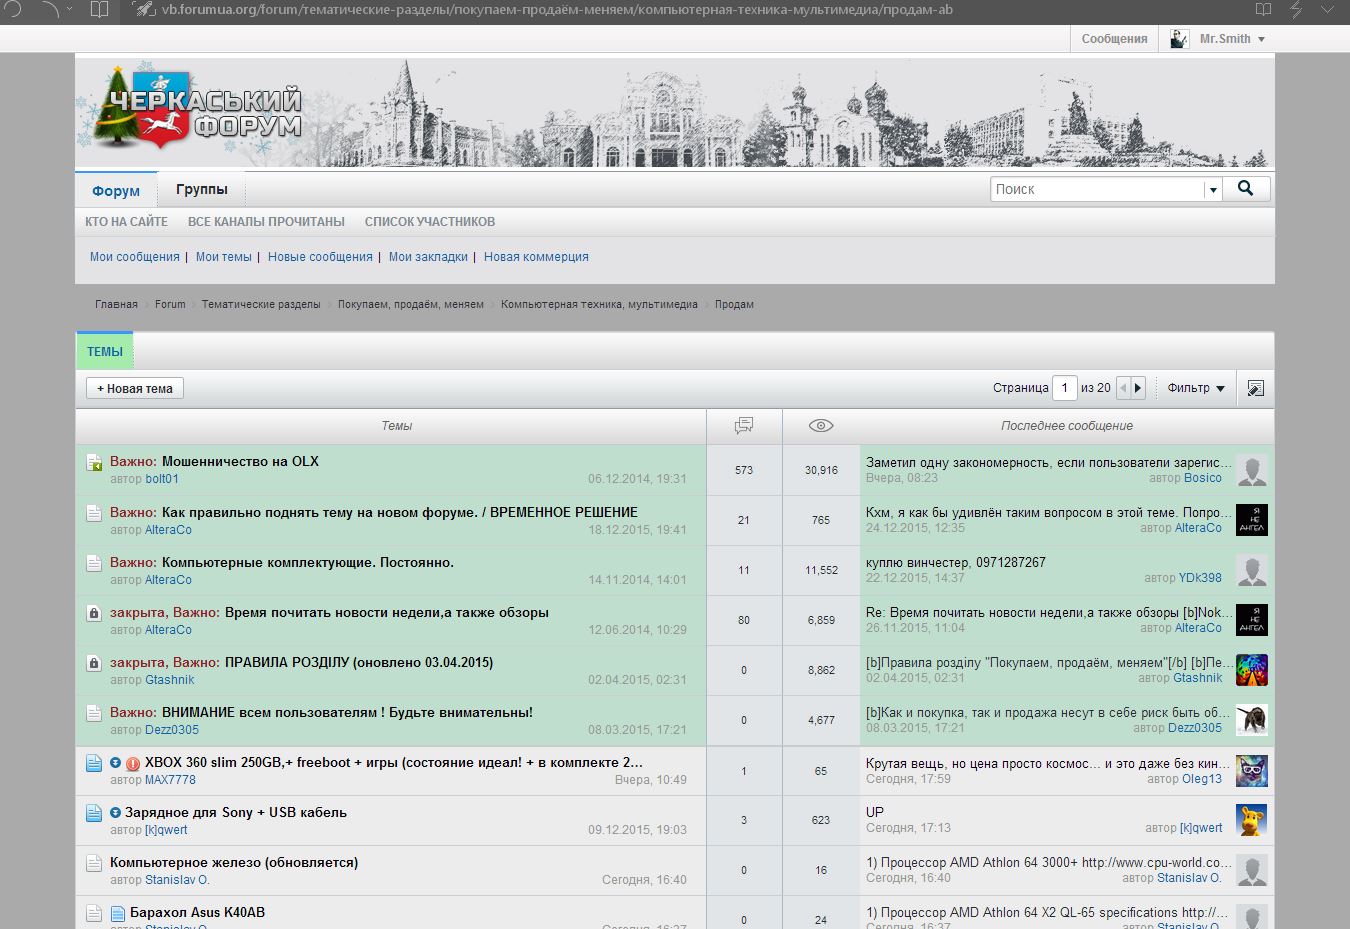 vb.forumua.org/forum/тематические-разделы/покупаем-продаём-меняем/компьютерная-техника-мультимедиа/продам-ab
Сообщения Mr.Smith
ЧЕРКАСЬКИЙ
ФОРУМ
Форум Группы Поиск
КТО НА САЙТЕ ВСЕ КАНАЛЫ ПРОЧИТАНЫ СПИСОК УЧАСТНИКОВ
Мои сообщения | Мои темы | Новые сообщения | Мои закладки | Новая коммерция
Главная Forum Тематические разделы Покупаем, продаём, меняем Компьютерная техника, мультимедиа Продам
ТЕМЫ
+ Новая тема Страница 1 из 20 Фильтр
Темы Последнее сообщение
Важно: Мошенничество на OLX 573 30,916 Заметил одну закономерность, если пользователи зарегис...
автор bolt01 06.12.2014, 19:31 Вчера, 08:23 автор Bosico
Важно: Как правильно поднять тему на новом форуме. / ВРЕМЕННОЕ РЕШЕНИЕ 21 765 Кхм, я как бы удивлён таким вопросом в этой теме. Попро...
автор AlteraCo 18.12.2015, 19:41 24.12.2015, 12:35 автор AlteraCo
Я НЕ АНГЕЛ
Важно: Компьютерные комплектующие. Постоянно. 11 11,552 куплю винчестер, 0971287267
автор AlteraCo 14.11.2014, 14:01 22.12.2015, 14:37 автор YDk398
закрыта, Важно: Время почитать новости недели,а также обзоры 80 6,859 Re: Время почитать новости недели,а также обзоры [b]Nok...
автор AlteraCo 12.06.2014, 10:29 26.11.2015, 11:04 автор AlteraCo
Я НЕ АНГЕЛ
закрыта, Важно: ПРАВИЛА РОЗДІЛУ (оновлено 03.04.2015) 0 8,862 [b]Правила розділу "Покупаем, продаём, меняем"[/b] [b]Пе...
автор Gtashnik 02.04.2015, 02:31 02.04.2015, 02:31 автор Gtashnik
Важно: ВНИМАНИЕ всем пользователям ! Будьте внимательны! 0 4,677 [b]Как и покупка, так и продажа несут в себе риск быть об...
автор Dezz0305 08.03.2015, 17:21 08.03.2015, 17:21 автор Dezz0305
XBOX 360 slim 250GB,+ freeboot + игры (состояние идеал! + в комплекте 2... 1 65 Крутая вещь, но цена просто космос... и это даже без кин...
автор MAX7778 Вчера, 10:49 Сегодня, 17:59 автор Oleg13
Зарядное для Sony + USB кабель 3 623 UP
автор [k]qwert 09.12.2015, 19:03 Сегодня, 17:13 автор [k]qwert
Компьютерное железо (обновляется) 0 16 1) Процессор AMD Athlon 64 3000+ http://www.cpu-world.co...
автор Stanislav O. Сегодня, 16:40 Сегодня, 16:40 автор Stanislav O.
Барахол Asus K40AB 0 24 1) Процессор AMD Athlon 64 X2 QL-65 specifications http://...
автор Stanislav O. Сегодня, 16:37 Сегодня, 16:37 автор Stanislav O.